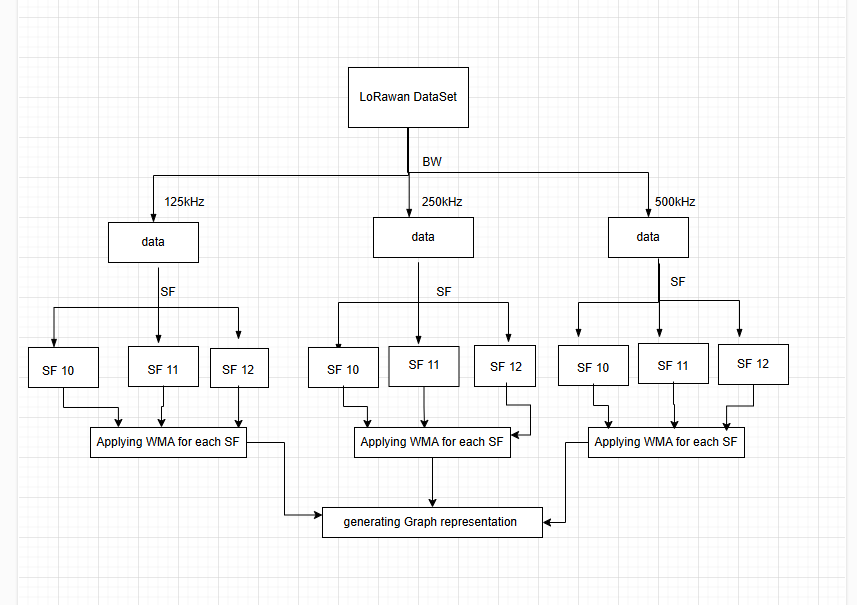 LoRawan DataSet
BW
125kHz
250kHz
500kHz
data
data
data
SF
SF
SF
SF 10
SF 11
SF 12
SF 10
SF 11
SF 12
SF 10
SF 11
SF 12
Applying WMA for each SF
Applying WMA for each SF
Applying WMA for each SF
generating Graph representation